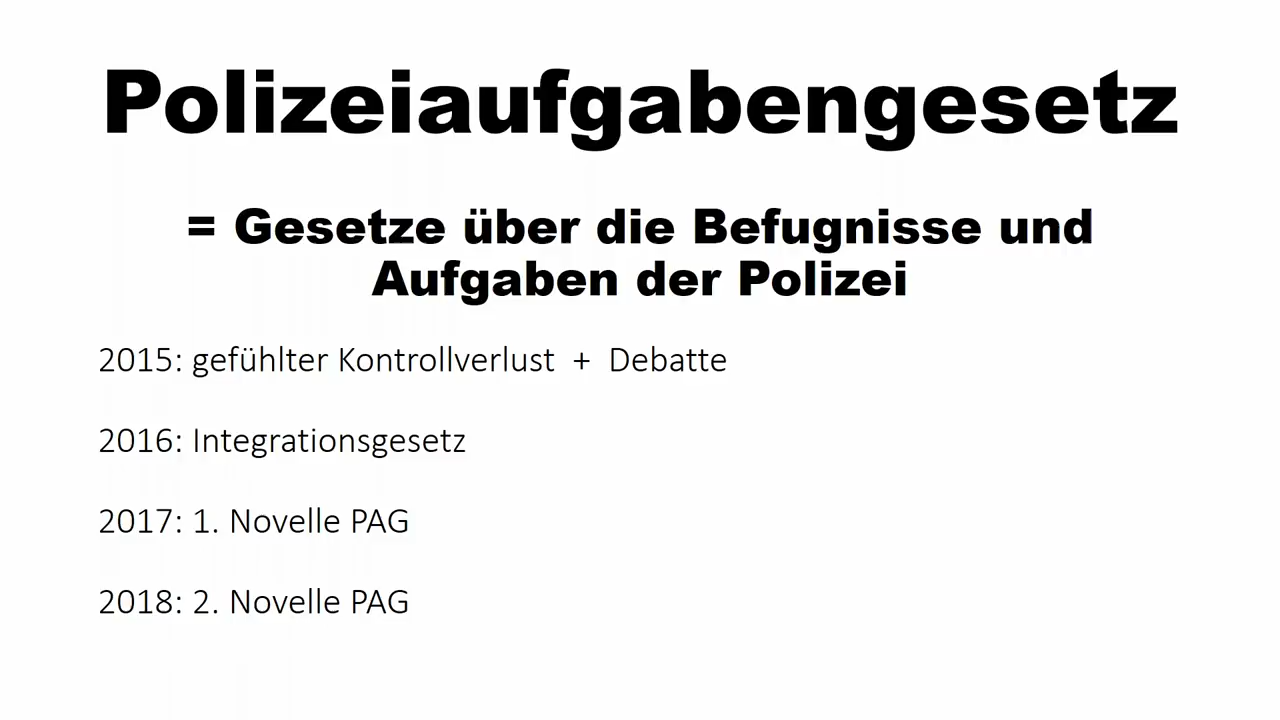 Polizeiaufgabengesetz
= Gesetze über die Befugnisse und
Aufgaben der Polizei
2015: gefühlter Kontrollverlust + Debatte
2016: Integrationsgesetz
2017: 1. Novelle PAG
2018: 2. Novelle PAG